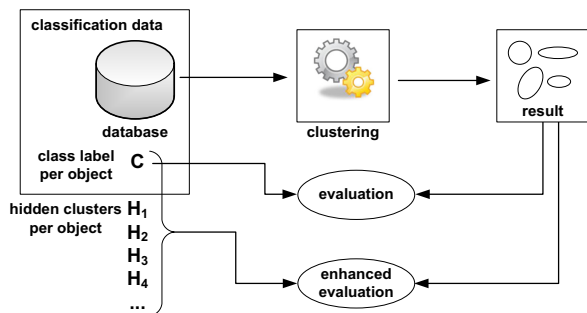 classification data
database
clustering
result
class label
per object
C
evaluation
hidden clusters
per object
H1
H2
H3
H4
...
enhanced
evaluation